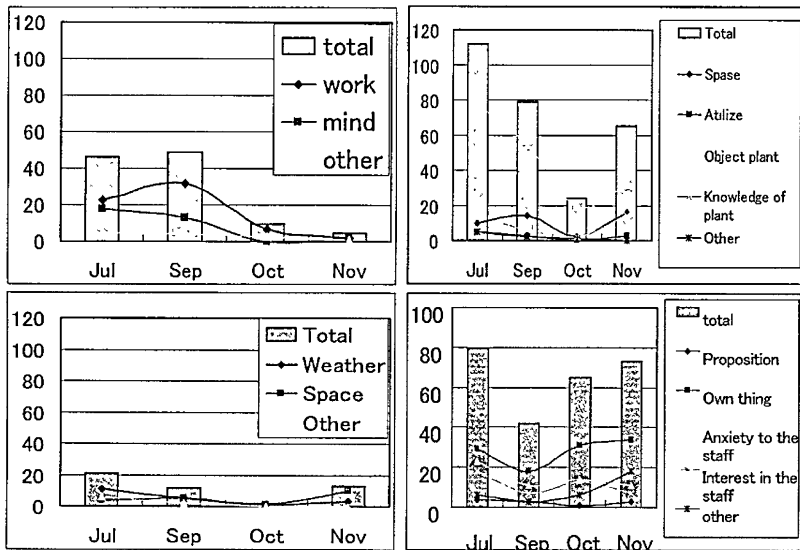 120
100
80
60
40
20
0
Jul Sep Oct Nov
total
work
mind
other
120
100
80
60
40
20
0
Jul Sep Oct Nov
Total
Spase
Atilize
Object plant
Knowledge of
plant
Other
120
100
80
60
40
20
0
Jul Sep Oct Nov
Total
Weather
Space
Other
100
80
60
40
20
0
Jul Sep Oct Nov
total
Proposition
Own thing
Anxiety to the
staff
Interest in the
staff
other